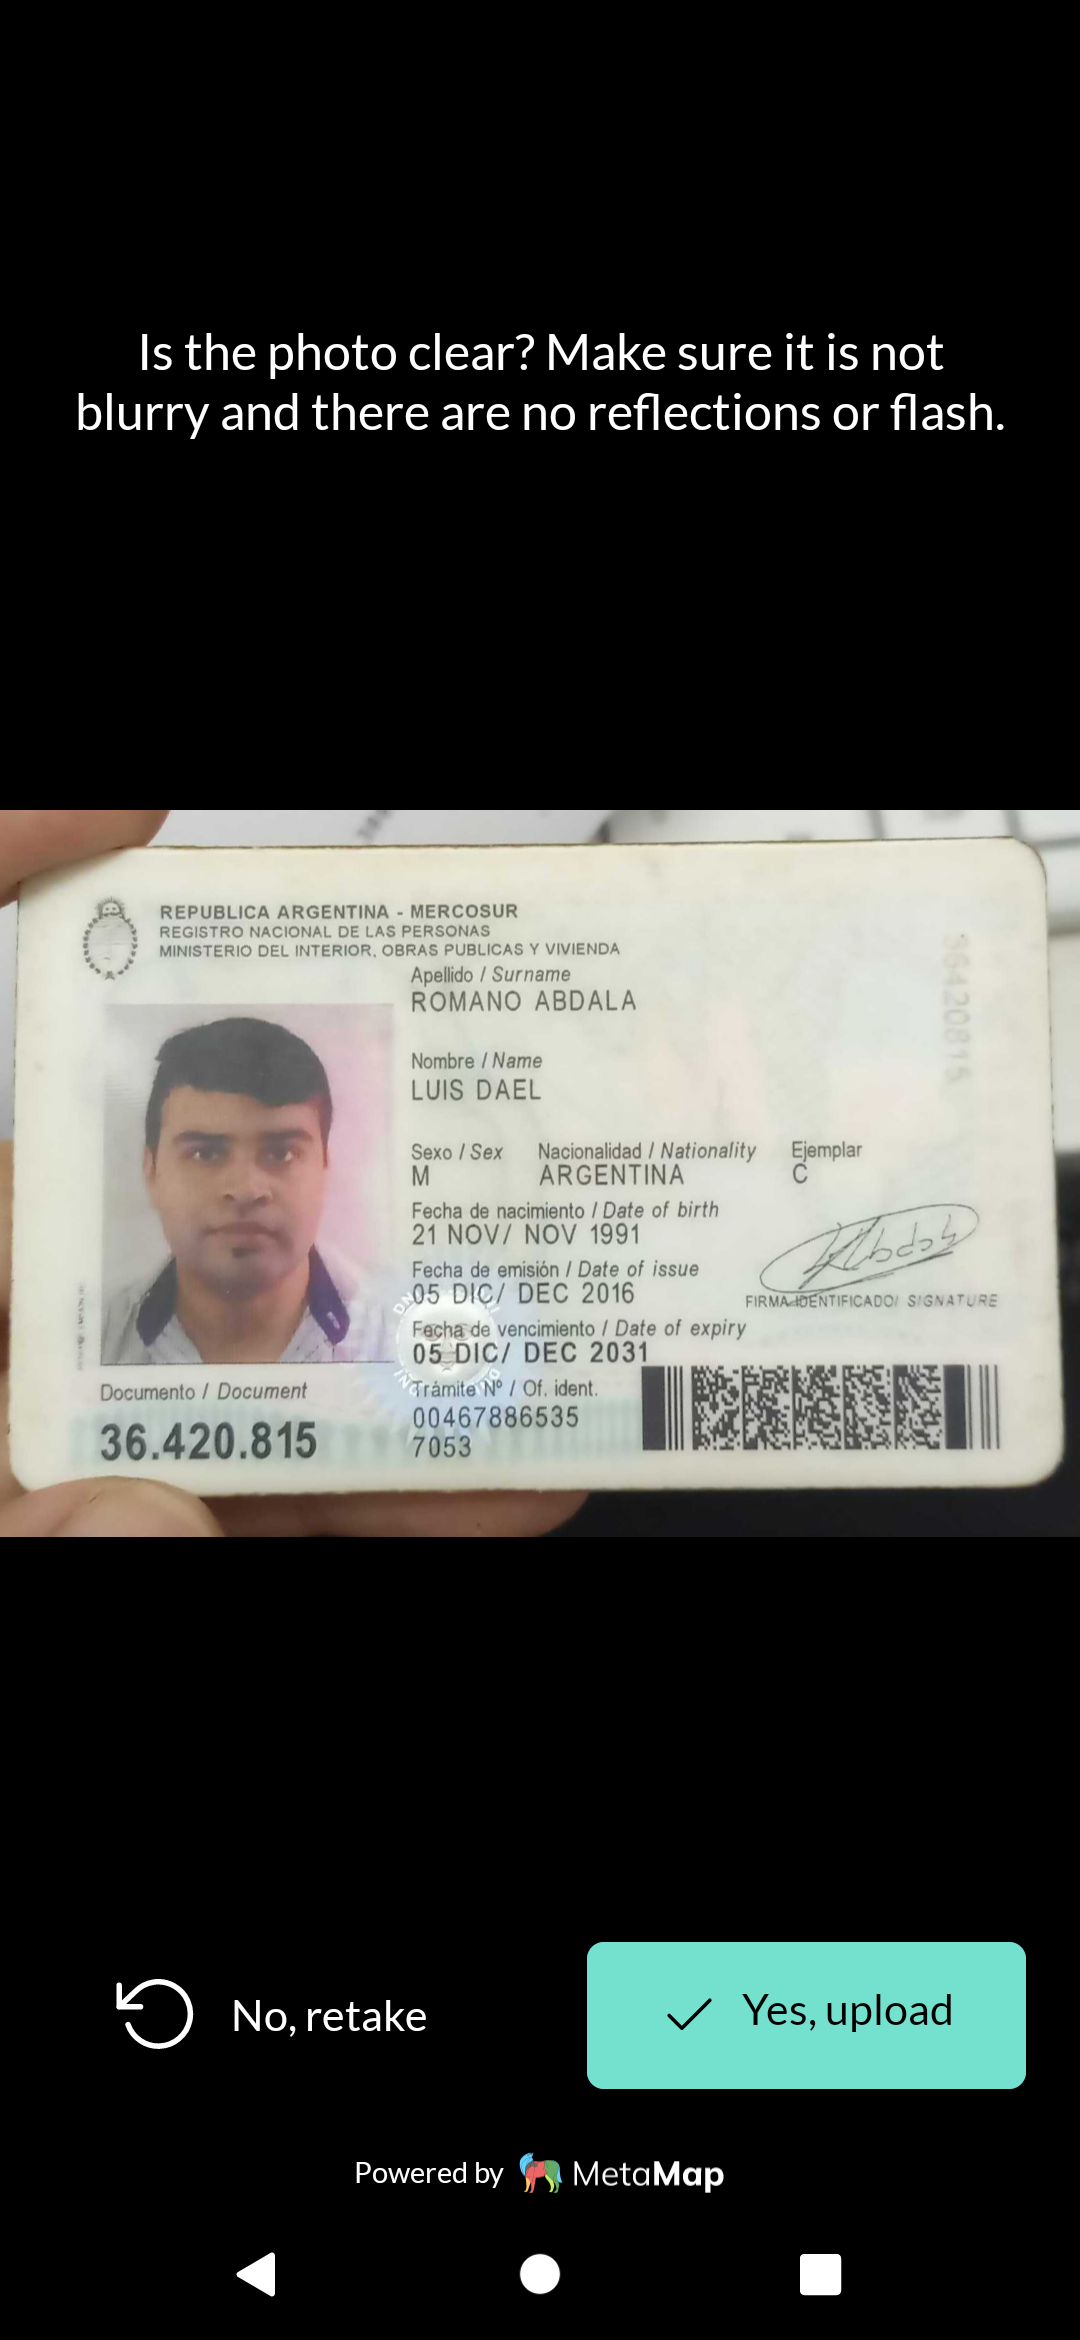 Is the photo clear? Make sure it is not
blurry and there are no reflections or flash.
REPUBLICA ARGENTINA - MERCOSUR
REGISTRO NACIONAL DE LAS PERSONAS
MINISTERIO DEL INTERIOR, OBRAS PUBLICAS Y VIVIENDA
Apellido / Surname
ROMANO ABDALA
Nombre / Name
LUIS DAEL
Sexo / Sex Nacionalidad / Nationality Ejemplar
M ARGENTINA C
Fecha de nacimiento / Date of birth
21 NOV/ NOV 1991
Fecha de emisión / Date of issue
05 DIC/ DEC 2016
FIRMA IDENTIFICADO/ SIGNATURE
Fecha de vencimiento / Date of expiry
05 DIC/ DEC 2031
Documento / Document
36.420.815
Trámite Nº / Of. ident.
00467886535
7053
36420815
No, retake
Yes, upload
Powered by MetaMap